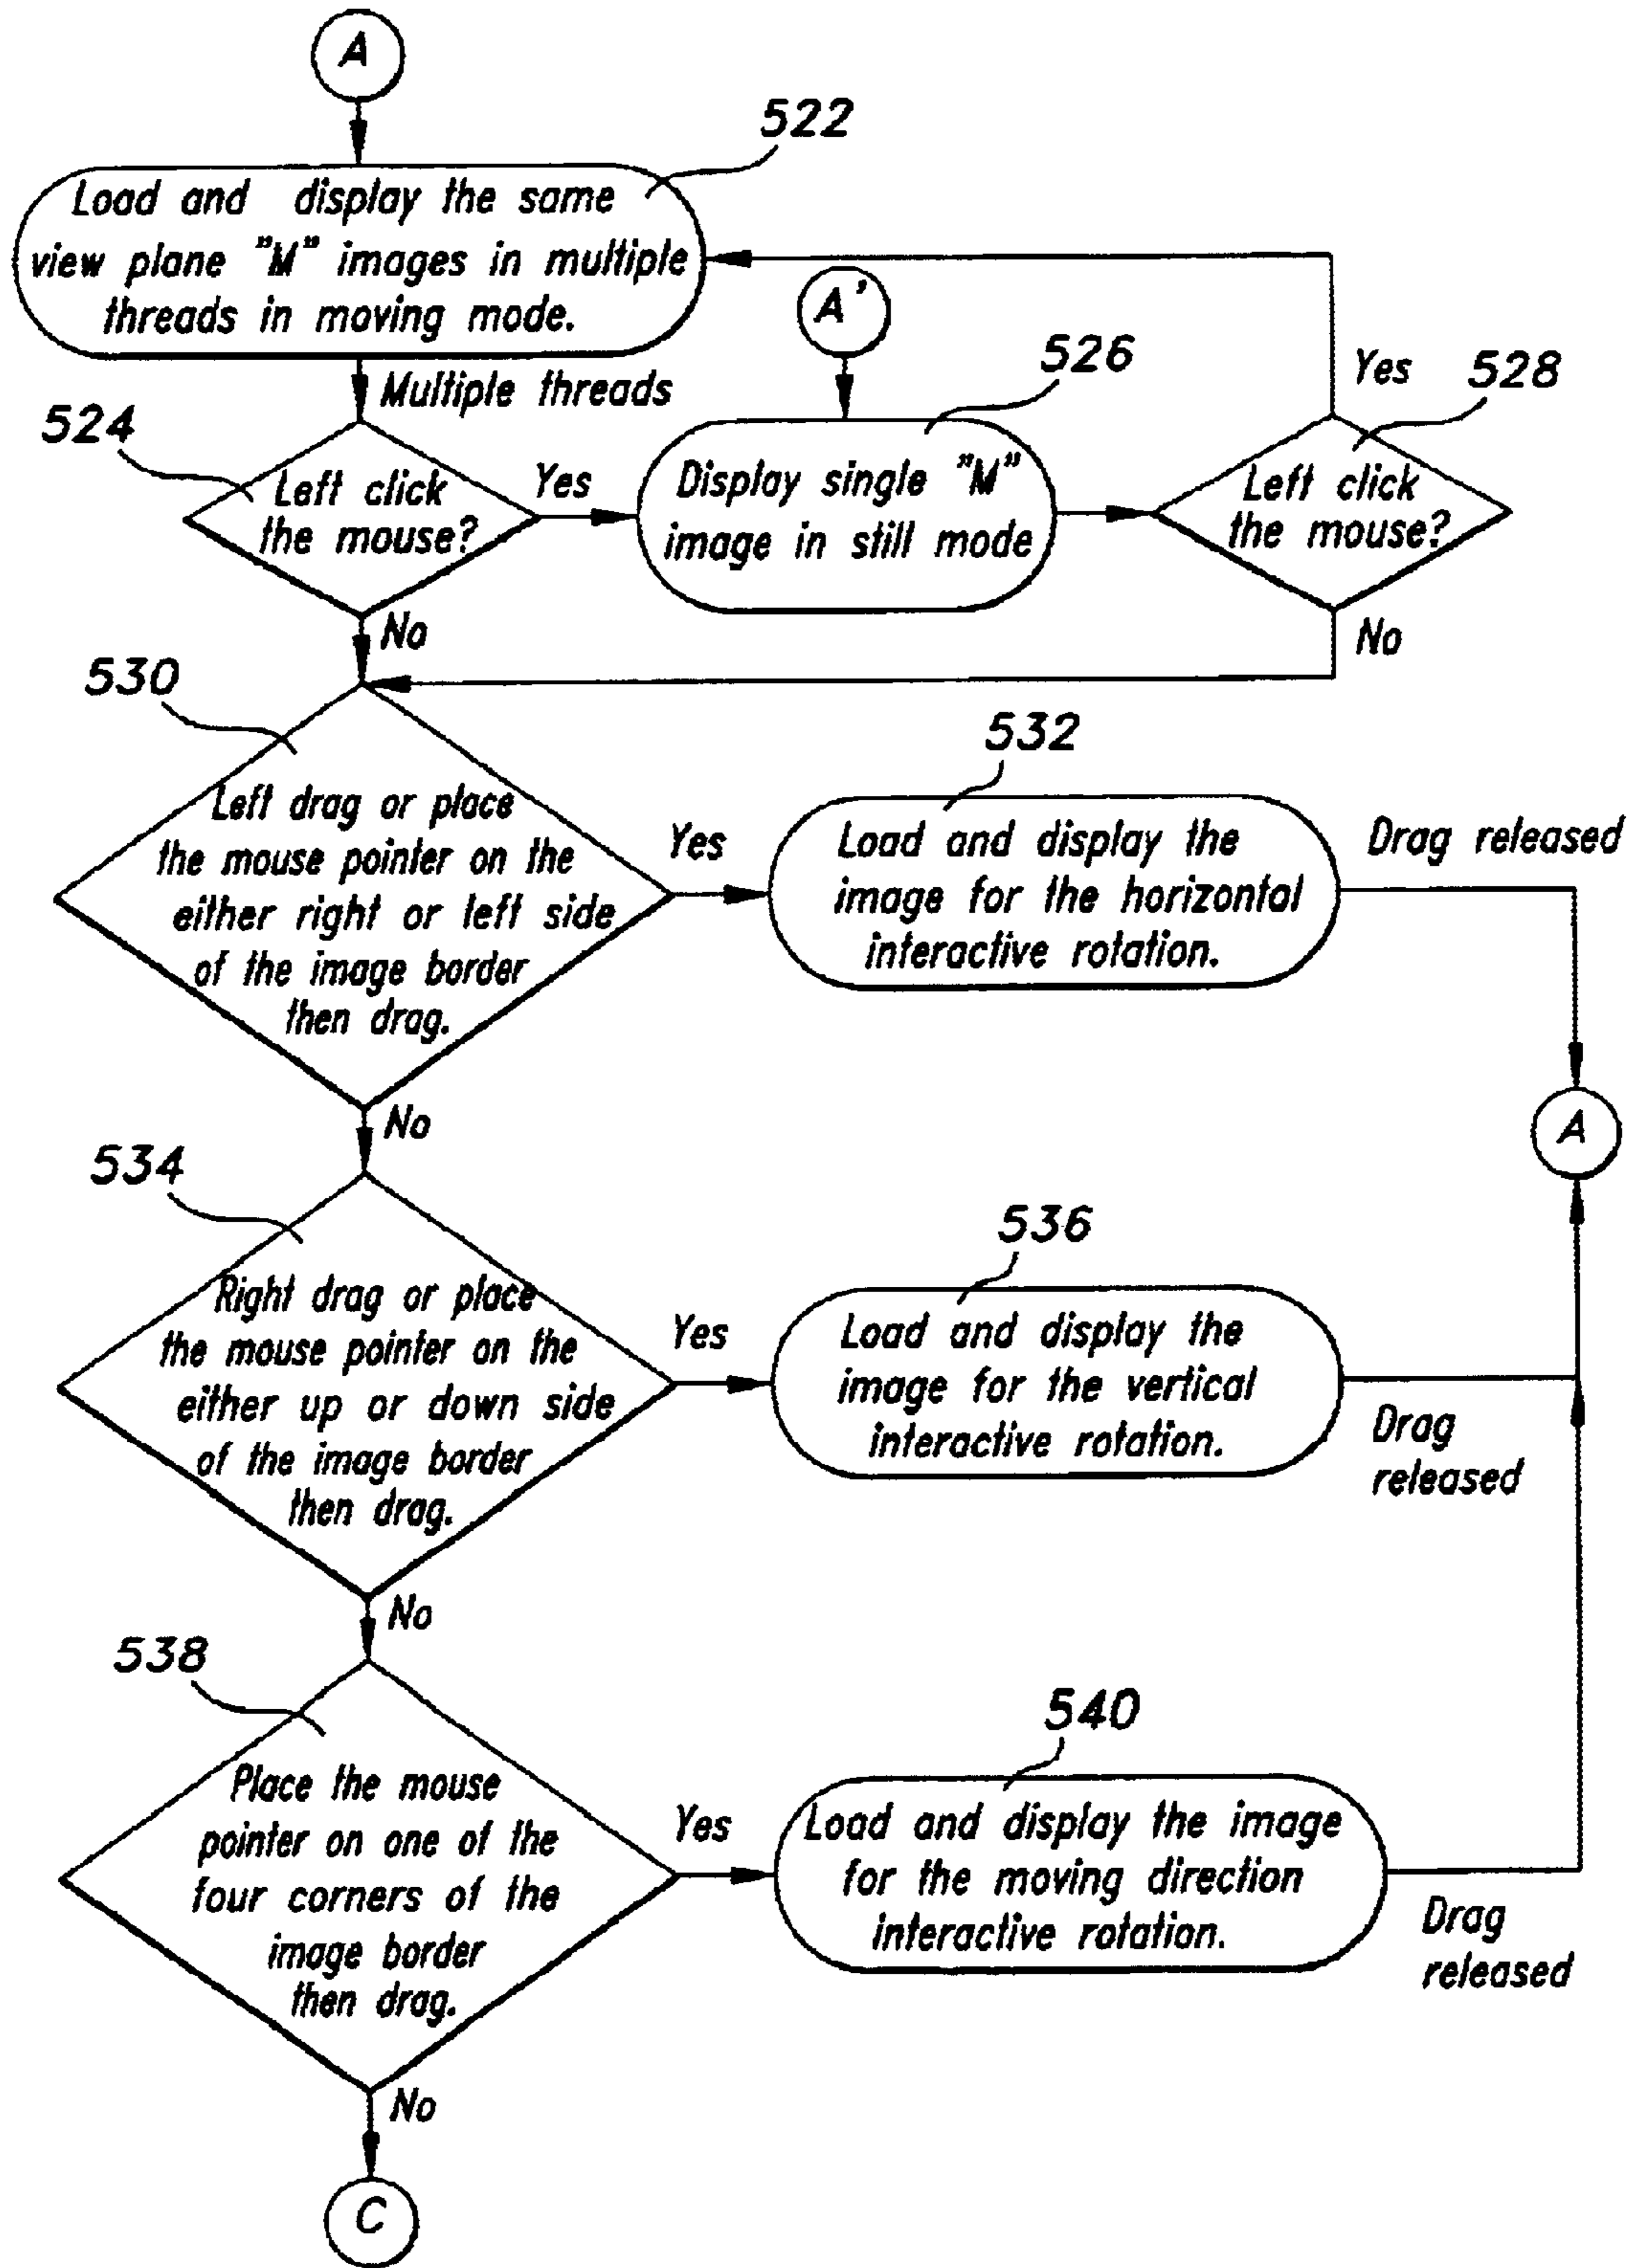 A
522
Load and display the same
view plane "M" images in multiple
threads in moving mode.
A'
Multiple threads
524
Left click
the mouse?
Yes
526
Display single "M"
image in still mode
Yes
528
Left click
the mouse?
No
No
530
Left drag or place
the mouse pointer on the
either right or left side
of the image border
then drag.
Yes
532
Load and display the
image for the horizontal
interactive rotation.
Drag released
A
No
534
Right drag or place
the mouse pointer on the
either up or down side
of the image border
then drag.
Yes
536
Load and display the
image for the vertical
interactive rotation.
Drag
released
No
538
Place the mouse
pointer on one of the
four corners of the
image border
then drag.
Yes
540
Load and display the image
for the moving direction
interactive rotation.
Drag
released
No
C